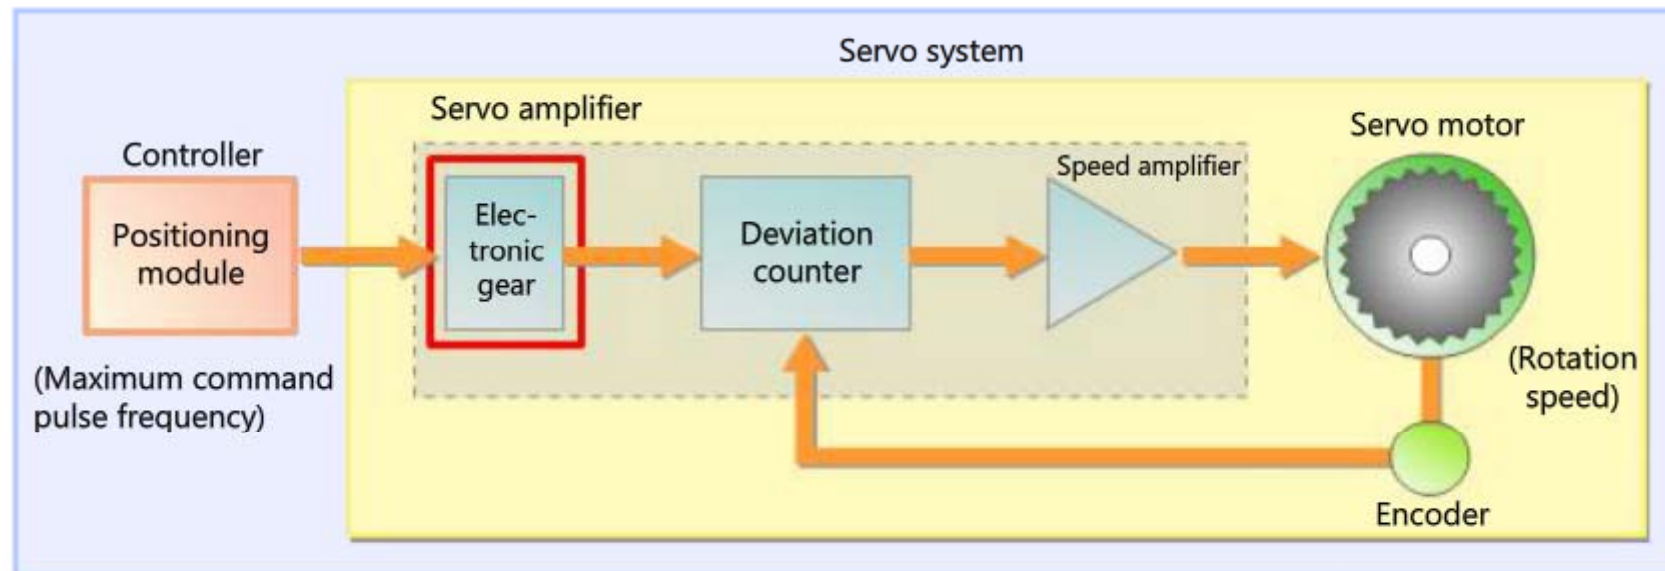 Servo system
Servo amplifier
Servo motor
Controller
Speed amplifier
Positioning
module
Elec-
tronic
gear
Deviation
counter
(Maximum command
pulse frequency)
(Rotation
speed)
Encoder